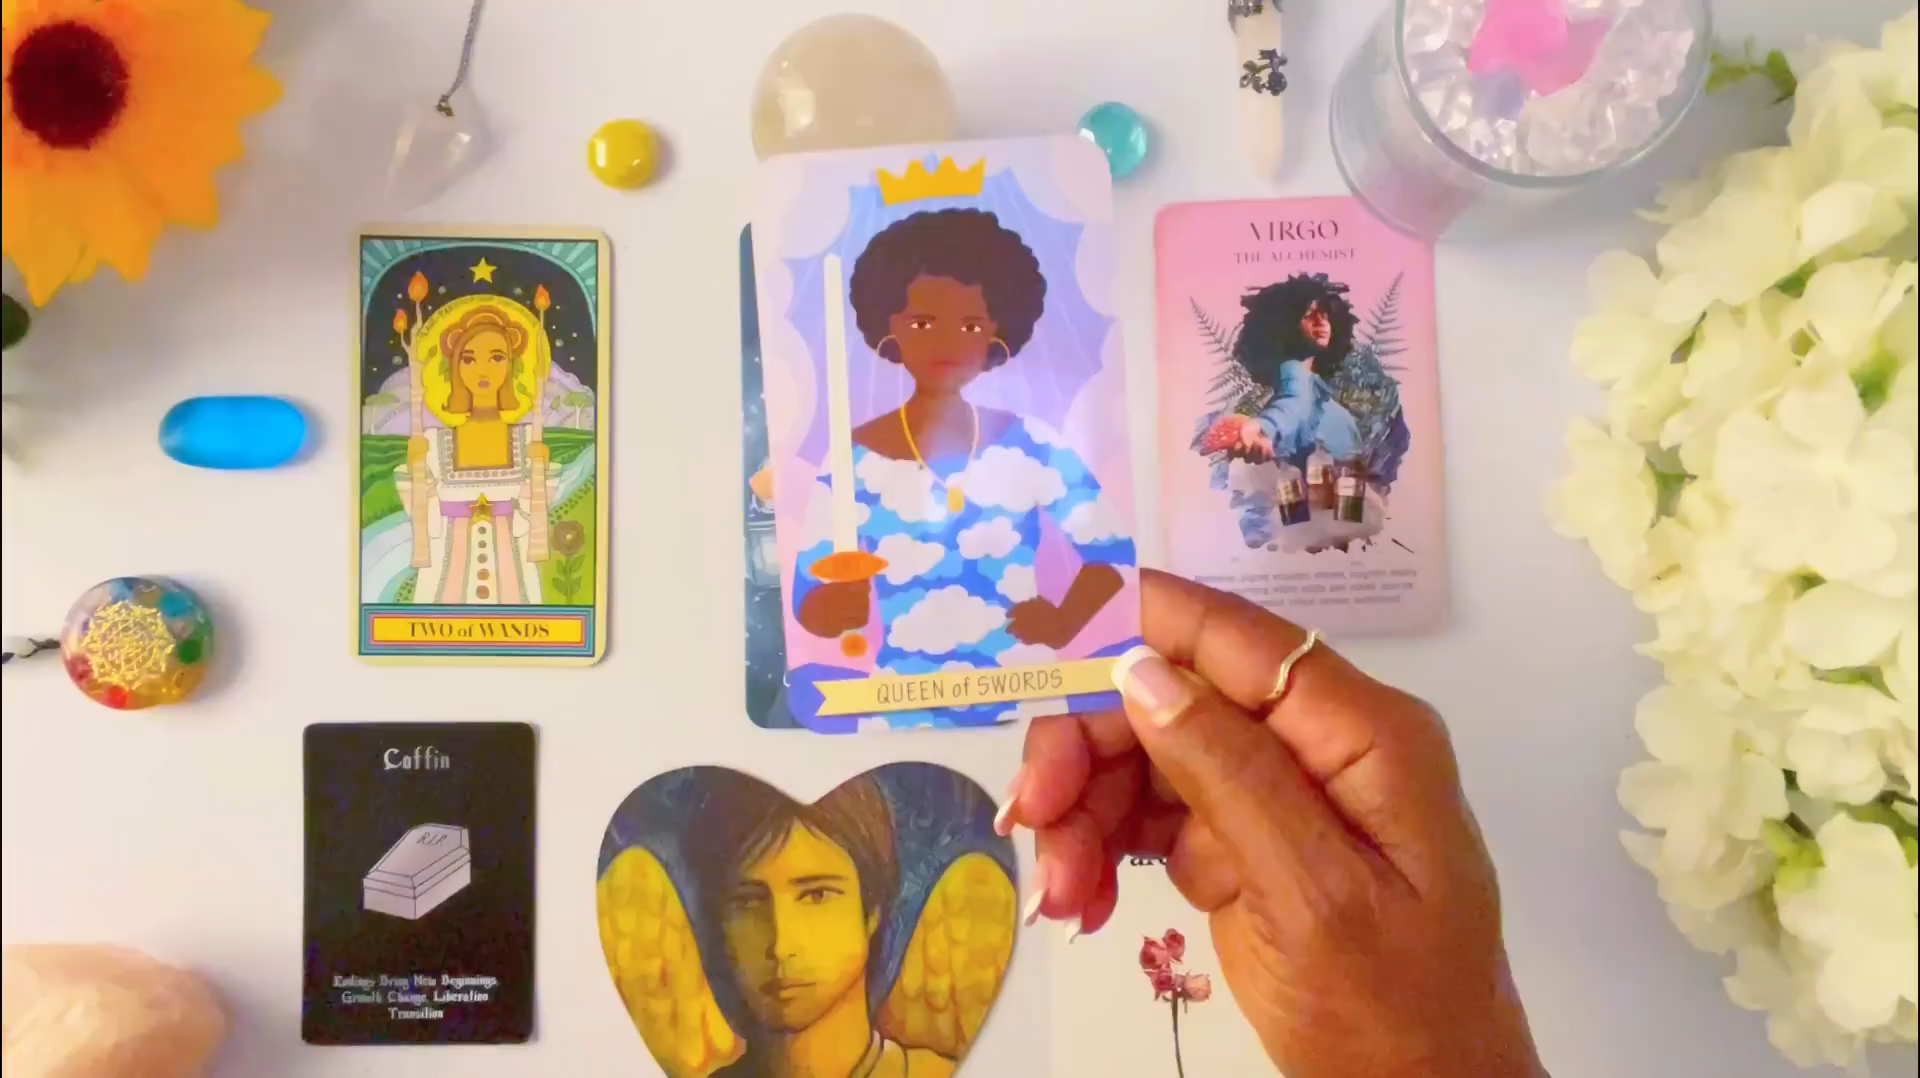 VIRGO
THE ALCHEMIST
TWO of WANDS
QUEEN of SWORDS
Coffin
R.I.P.
Endings Bring New Beginnings
Growth Change Liberation
Transition